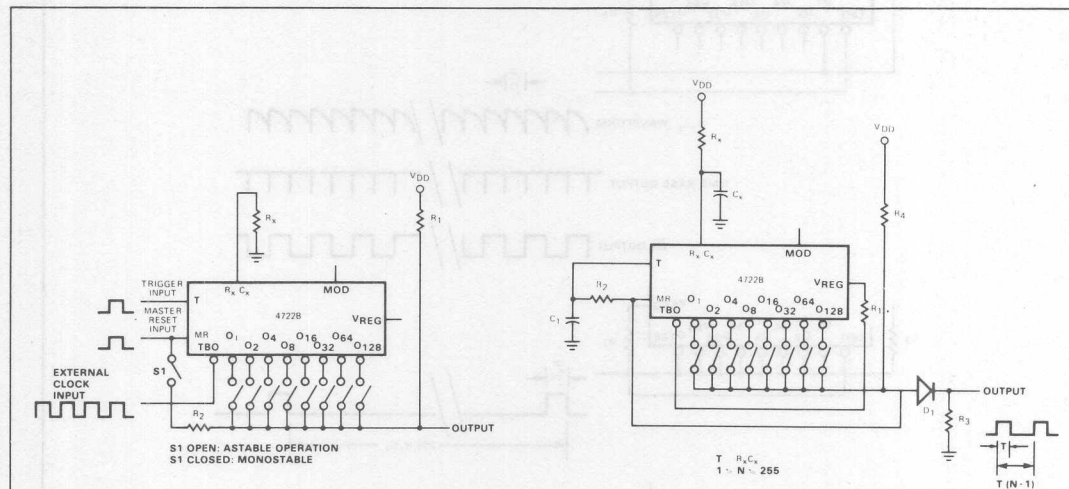 VDD
R1
Rx
Rx Cx
MOD
TRIGGER
INPUT
T
4722B
VREG
MASTER
RESET
INPUT
MR
TBO
O1
O2
O4
O8
O16
O32
O64
O128
S1
EXTERNAL
CLOCK
INPUT
R2
OUTPUT
S1 OPEN: ASTABLE OPERATION
S1 CLOSED: MONOSTABLE
VDD
Rx
Cx
VDD
R4
Rx Cx
MOD
T
4722B
VREG
R2
MR
TBO
O1
O2
O4
O8
O16
O32
O64
O128
R1
C1
D1
OUTPUT
R3
T RxCx
1 N 255
T
T (N - 1)